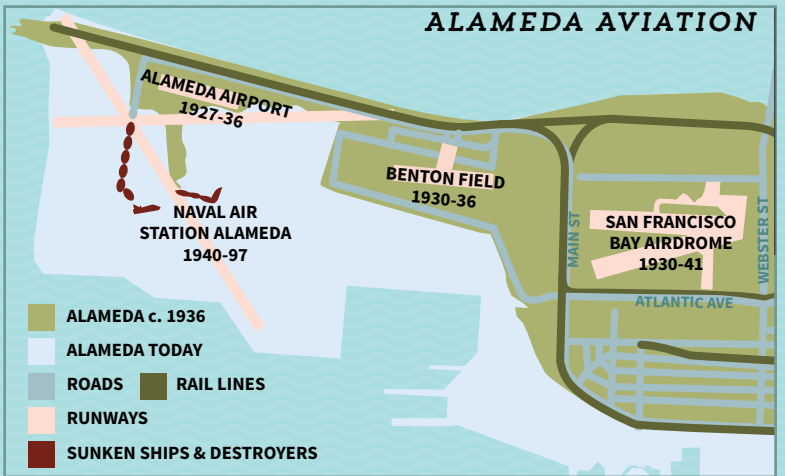 ALAMEDA AVIATION
ALAMEDA AIRPORT
1927-36
BENTON FIELD
1930-36
NAVAL AIR
STATION ALAMEDA
1940-97
SAN FRANCISCO
BAY AIRDROME
1930-41
MAIN ST
WEBSTER ST
ATLANTIC AVE
ALAMEDA c. 1936
ALAMEDA TODAY
ROADS RAIL LINES
RUNWAYS
SUNKEN SHIPS & DESTROYERS